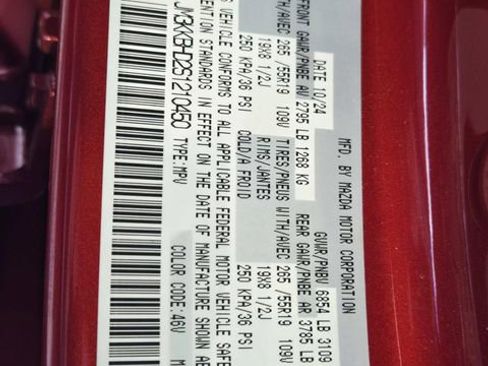 MFD. BY MAZDA MOTOR CORPORATION
DATE 10/24 GVWR/PNBV 6854 LB 3109
FRONT GAWR/PNBE AV 2795 LB 1268 KG REAR GAWR/PNBE AR 3785 LB
WITH/AVEC 265 /55R19 109V TIRES/PNEUS WITH/AVEC 265 /55R19 109V
19X8 1/2J RIMS/JANTES 19X8 1/2J
250 KPA/36 PSI COLD/A FROID 250 KPA/36 PSI
S VEHICLE CONFORMS TO ALL APPLICABLE FEDERAL MOTOR VEHICLE SAFE
STANDARDS IN EFFECT ON THE DATE OF MANUFACTURE SHOWN AB
JM3KKBHD2S1210450 TYPE:MPV COLOR CODE:46V